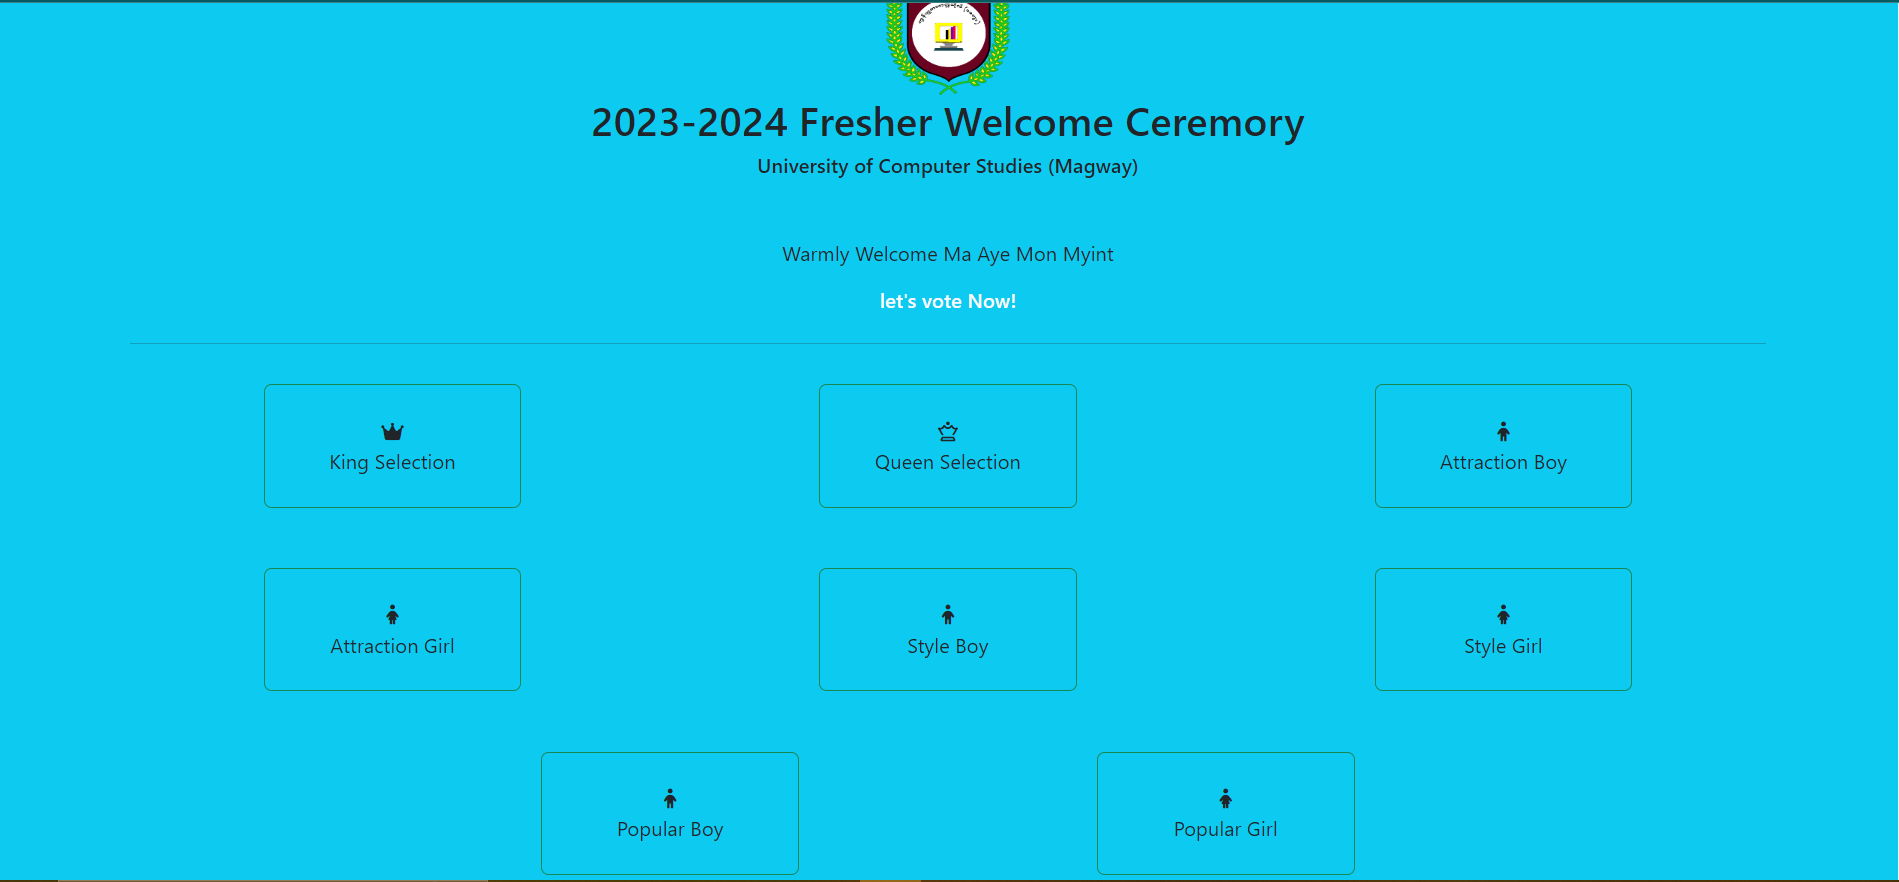 2023-2024 Fresher Welcome Ceremory
University of Computer Studies (Magway)
Warmly Welcome Ma Aye Mon Myint
let's vote Now!
King Selection
Queen Selection
Attraction Boy
Attraction Girl
Style Boy
Style Girl
Popular Boy
Popular Girl